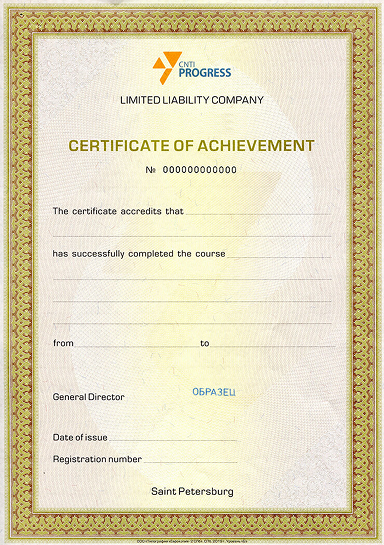 CNTI
PROGRESS
LIMITED LIABILITY COMPANY
CERTIFICATE OF ACHIEVEMENT
№ 000000000000
The certificate accredits that
has successfully completed the course
from to
General Director ОБРАЗЕЦ
Date of issue
Registration number
Saint Petersburg